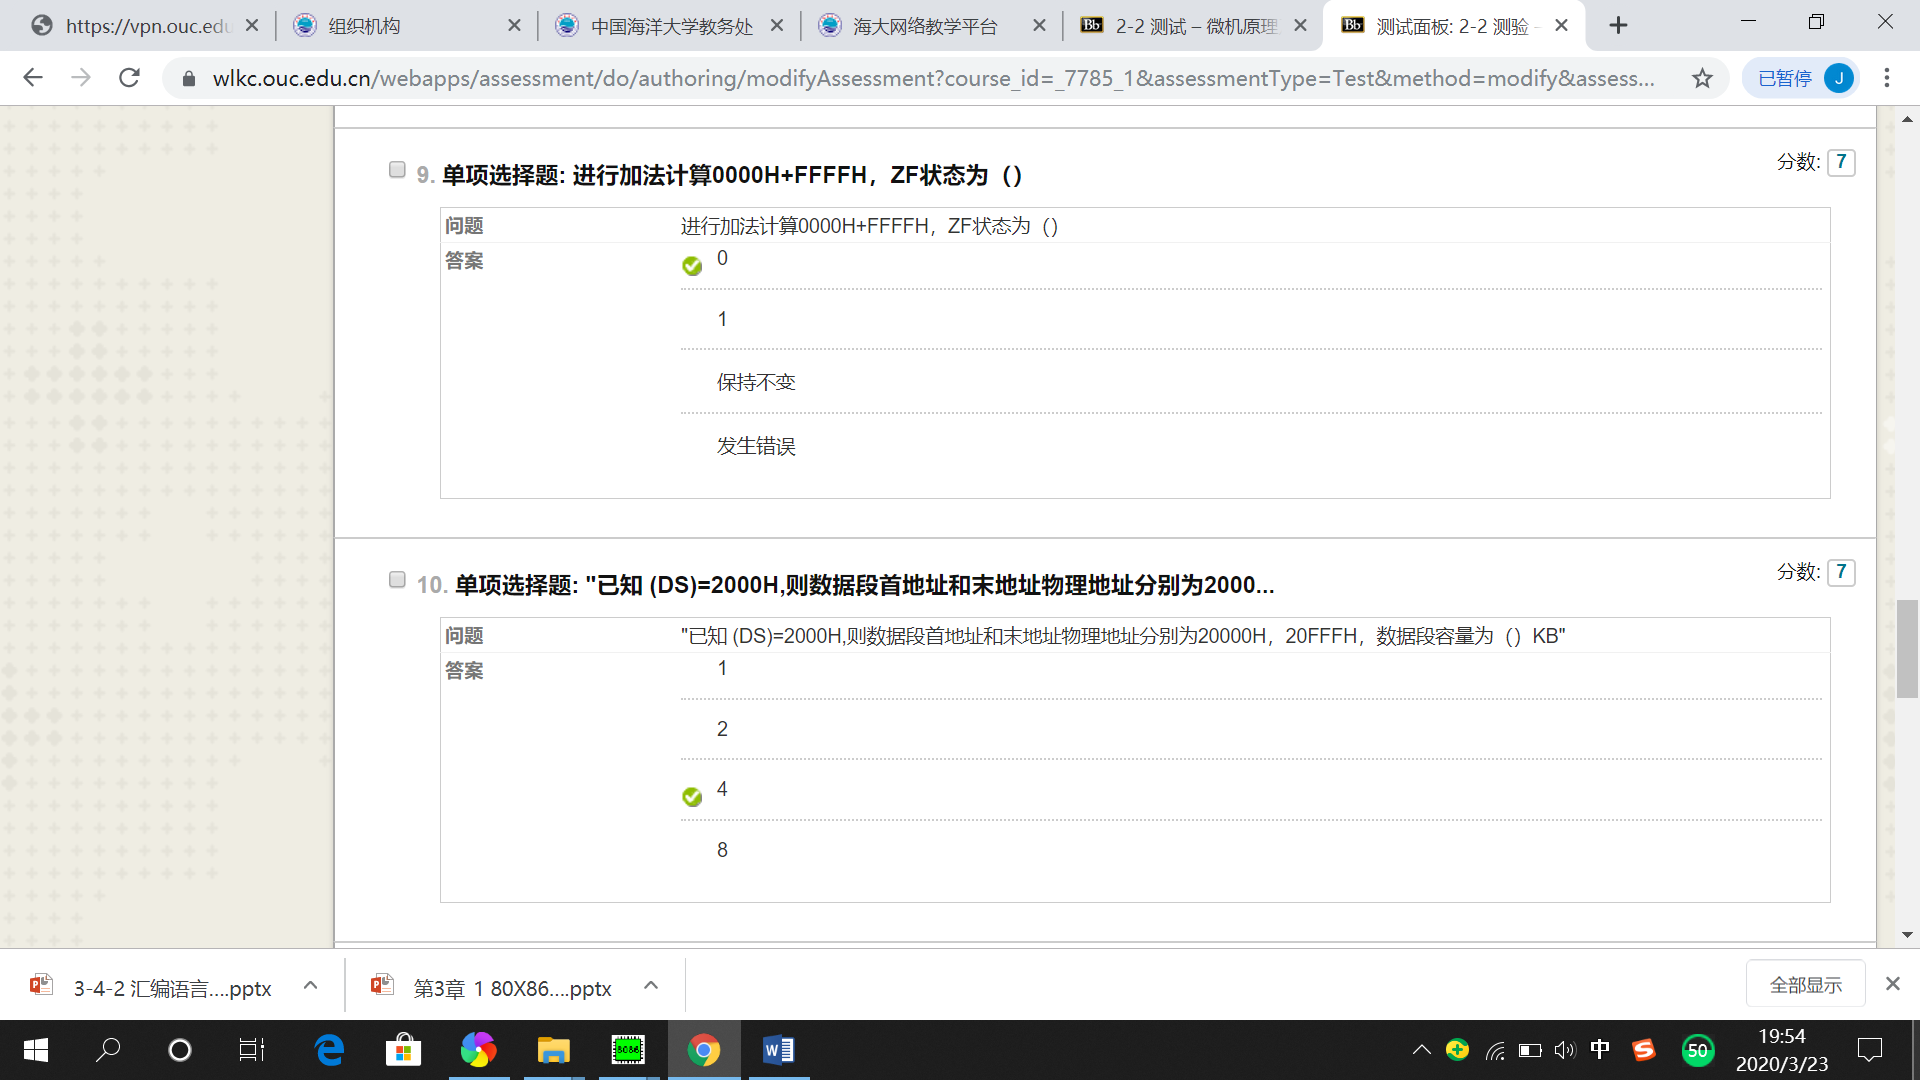 https://vpn.ouc.edu
组织机构
中国海洋大学教务处
海大网络教学平台
Bb 2-2 测试 – 微机原理
Bb 测试面板: 2-2 测验 –
wlkc.ouc.edu.cn/webapps/assessment/do/authoring/modifyAssessment?course_id=_7785_1&assessmentType=Test&method=modify&assess...
已暂停 J
9. 单项选择题: 进行加法计算0000H+FFFFH，ZF状态为（）
分数: 7
问题 进行加法计算0000H+FFFFH，ZF状态为（）
答案 0
1
保持不变
发生错误
10. 单项选择题: "已知 (DS)=2000H,则数据段首地址和末地址物理地址分别为2000...
分数: 7
问题 "已知 (DS)=2000H,则数据段首地址和末地址物理地址分别为20000H，20FFFH，数据段容量为（）KB"
答案 1
2
4
8
3-4-2 汇编语言....pptx
第3章 1 80X86....pptx
全部显示
8086
中
50
19:54
2020/3/23